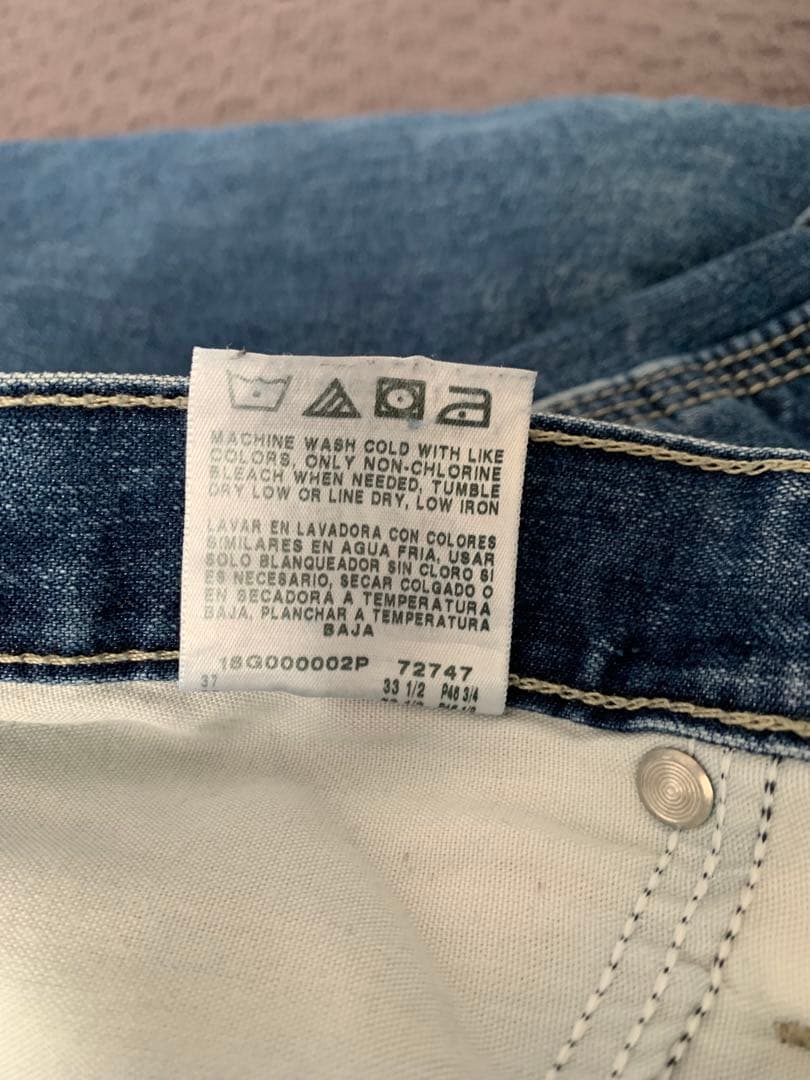 MACHINE WASH COLD WITH LIKE
COLORS, ONLY NON-CHLORINE
BLEACH WHEN NEEDED, TUMBLE
DRY LOW OR LINE DRY, LOW IRON
LAVAR EN LAVADORA CON COLORES
SIMILARES EN AGUA FRIA, USAR
SOLO BLANQUEADOR SIN CLORO SI
ES NECESARIO, SECAR COLGADO O
EN SECADORA A TEMPERATURA
BAJA, PLANCHAR A TEMPERATURA
BAJA
18G000002P 72747
37 33 1/2 P46 3/4